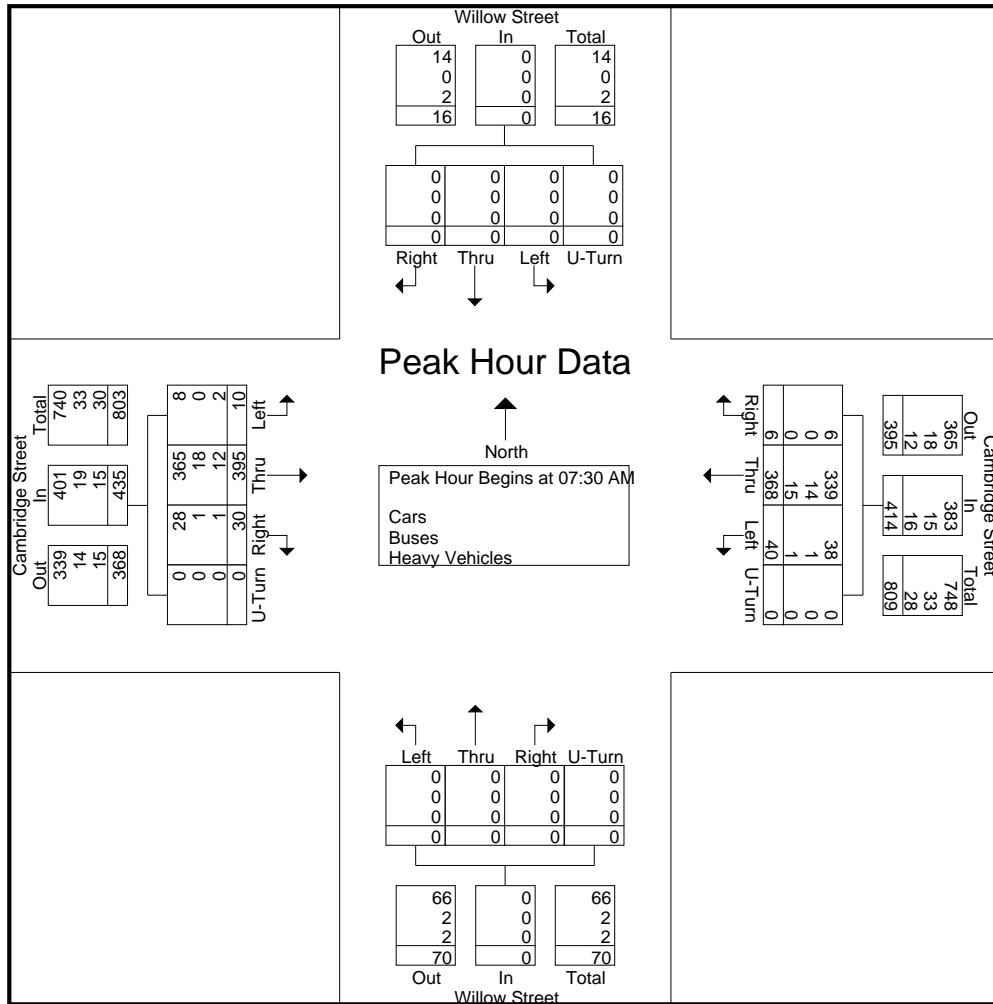 Willow Street
Out In Total
14 0 14
0 0 0
2 0 2
16 0 16
0 0 0 0
0 0 0 0
0 0 0 0
0 0 0 0
Right Thru Left U-Turn
Peak Hour Data
North
Peak Hour Begins at 07:30 AM
Cars
Buses
Heavy Vehicles
Cambridge Street
Out In Total
339 401 740
14 19 33
15 15 30
368 435 803
U-Turn Right Thru Left
0 28 365 8
0 1 18 0
0 1 12 2
0 30 395 10
Cambridge Street
Out In Total
365 383 748
18 15 33
12 16 28
395 414 809
Right Thru Left U-Turn
6 339 38 0
0 14 1 0
0 15 1 0
6 368 40 0
Left Thru Right U-Turn
0 0 0 0
0 0 0 0
0 0 0 0
0 0 0 0
66 0 66
2 0 2
2 0 2
70 0 70
Out In Total
Willow Street